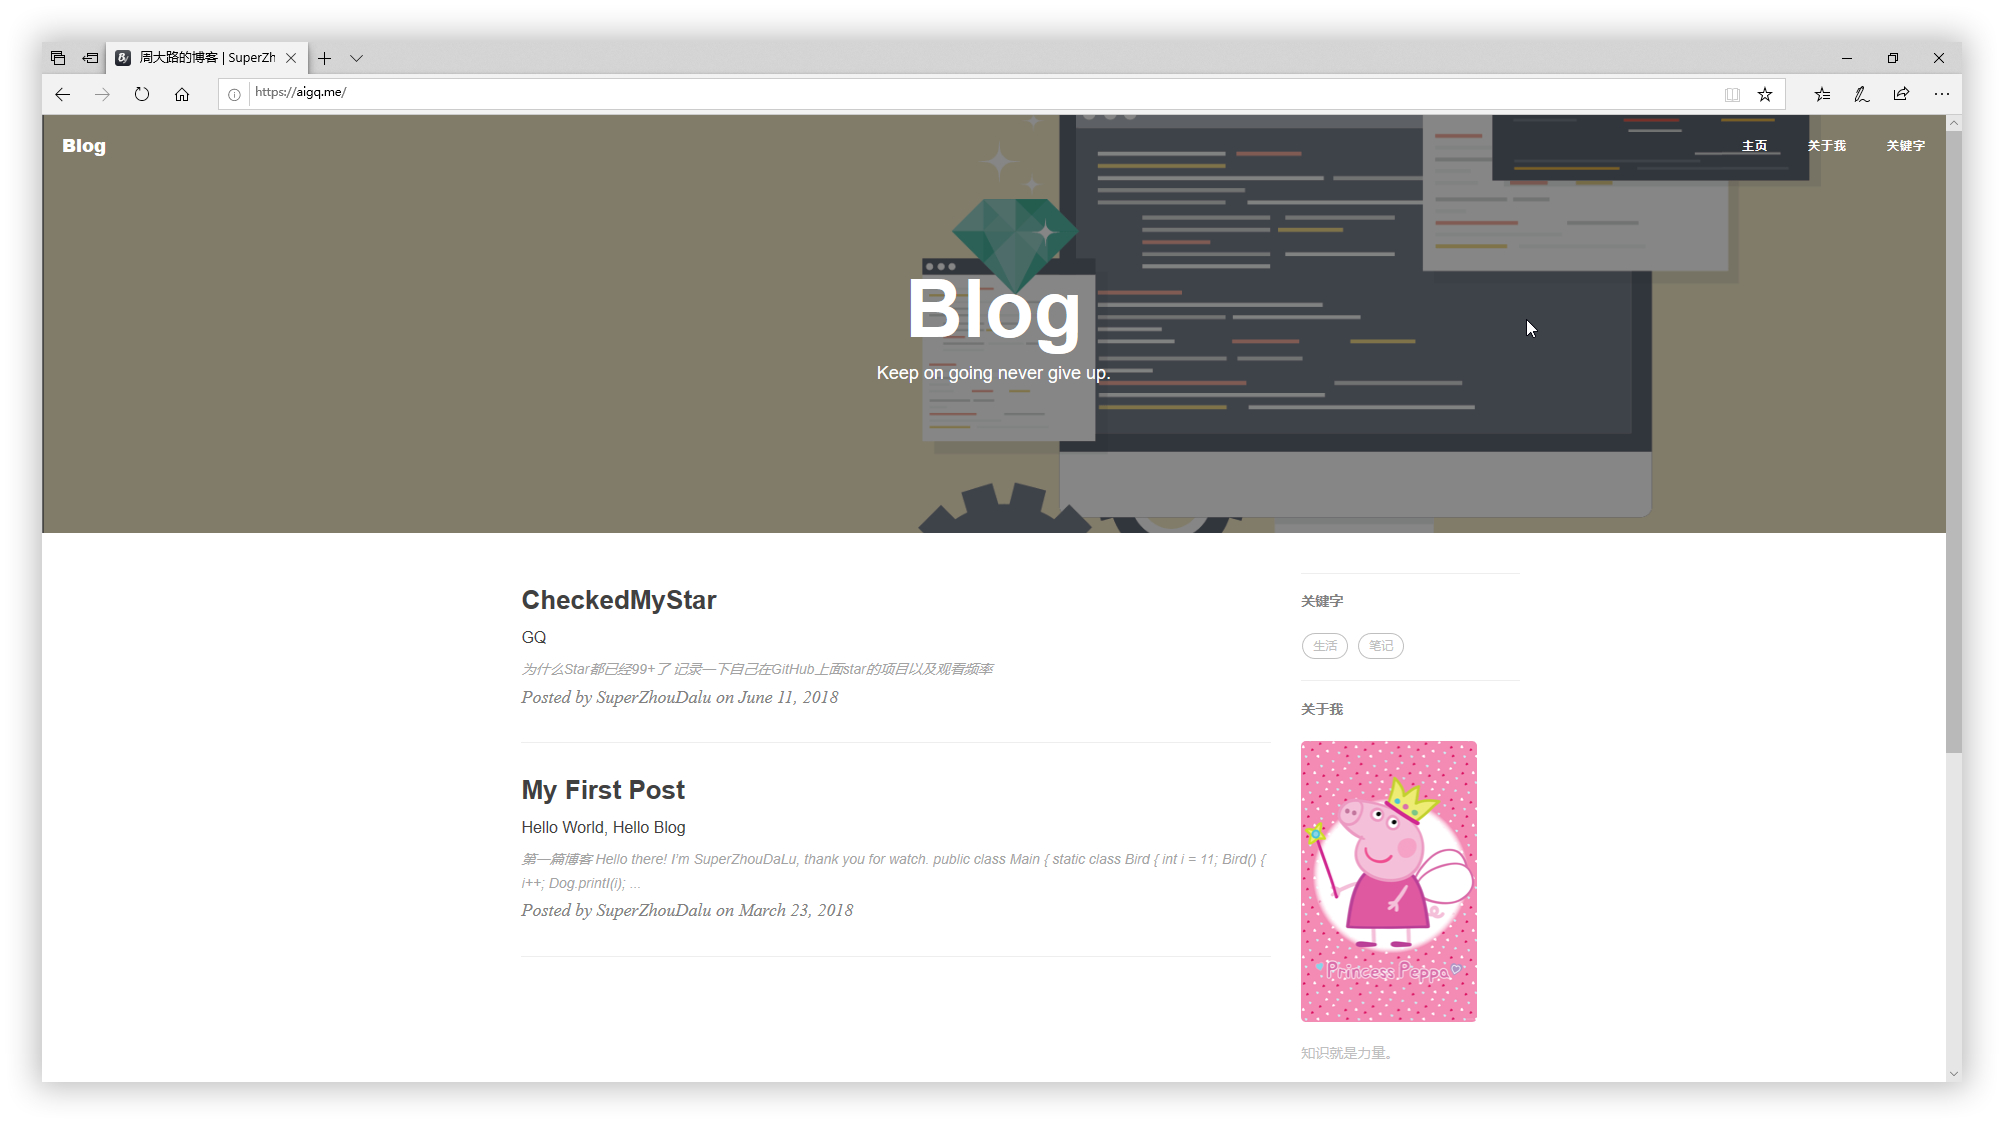 周大路的博客 | SuperZh
https://aigq.me/
Blog
主页 关于我 关键字
Blog
Keep on going never give up.
CheckedMyStar
GQ
为什么Star都已经99+了 记录一下自己在GitHub上面star的项目以及观看频率
Posted by SuperZhouDalu on June 11, 2018
My First Post
Hello World, Hello Blog
第一篇博客 Hello there! I'm SuperZhouDaLu, thank you for watch. public class Main { static class Bird { int i = 11; Bird() {
i++; Dog.printI(i); ...
Posted by SuperZhouDalu on March 23, 2018
关键字
生活 笔记
关于我
Princess Peppa
知识就是力量。